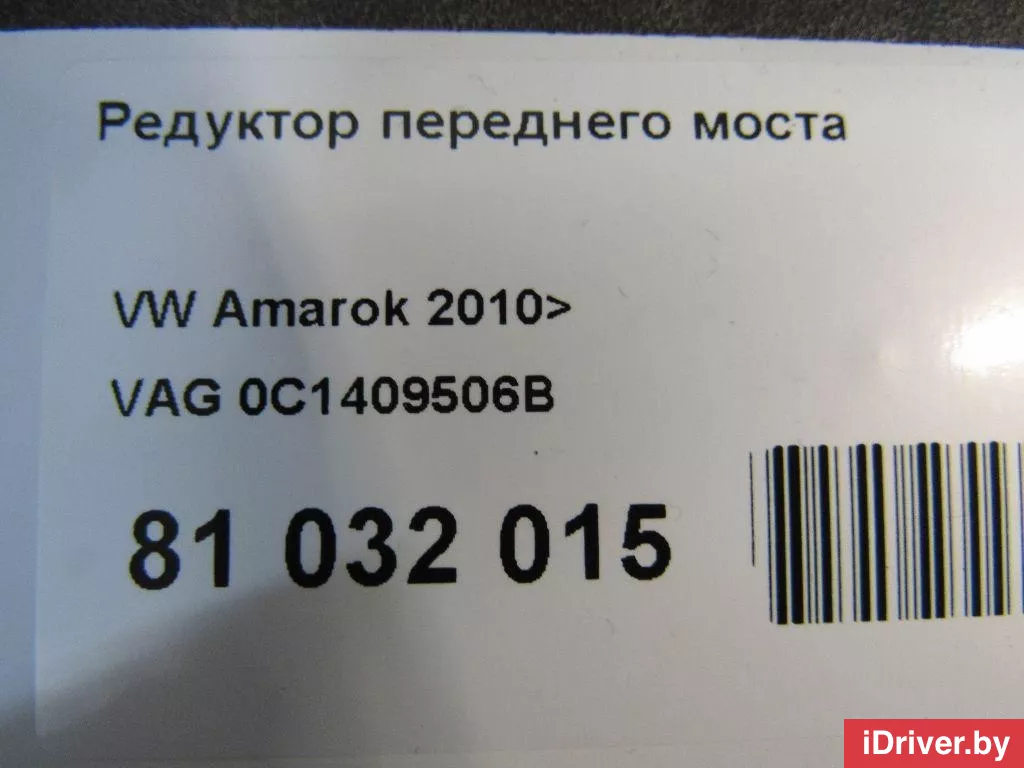 Редуктор переднего моста
VW Amarok 2010>
VAG 0C1409506B
81 032 015
iDriver.by